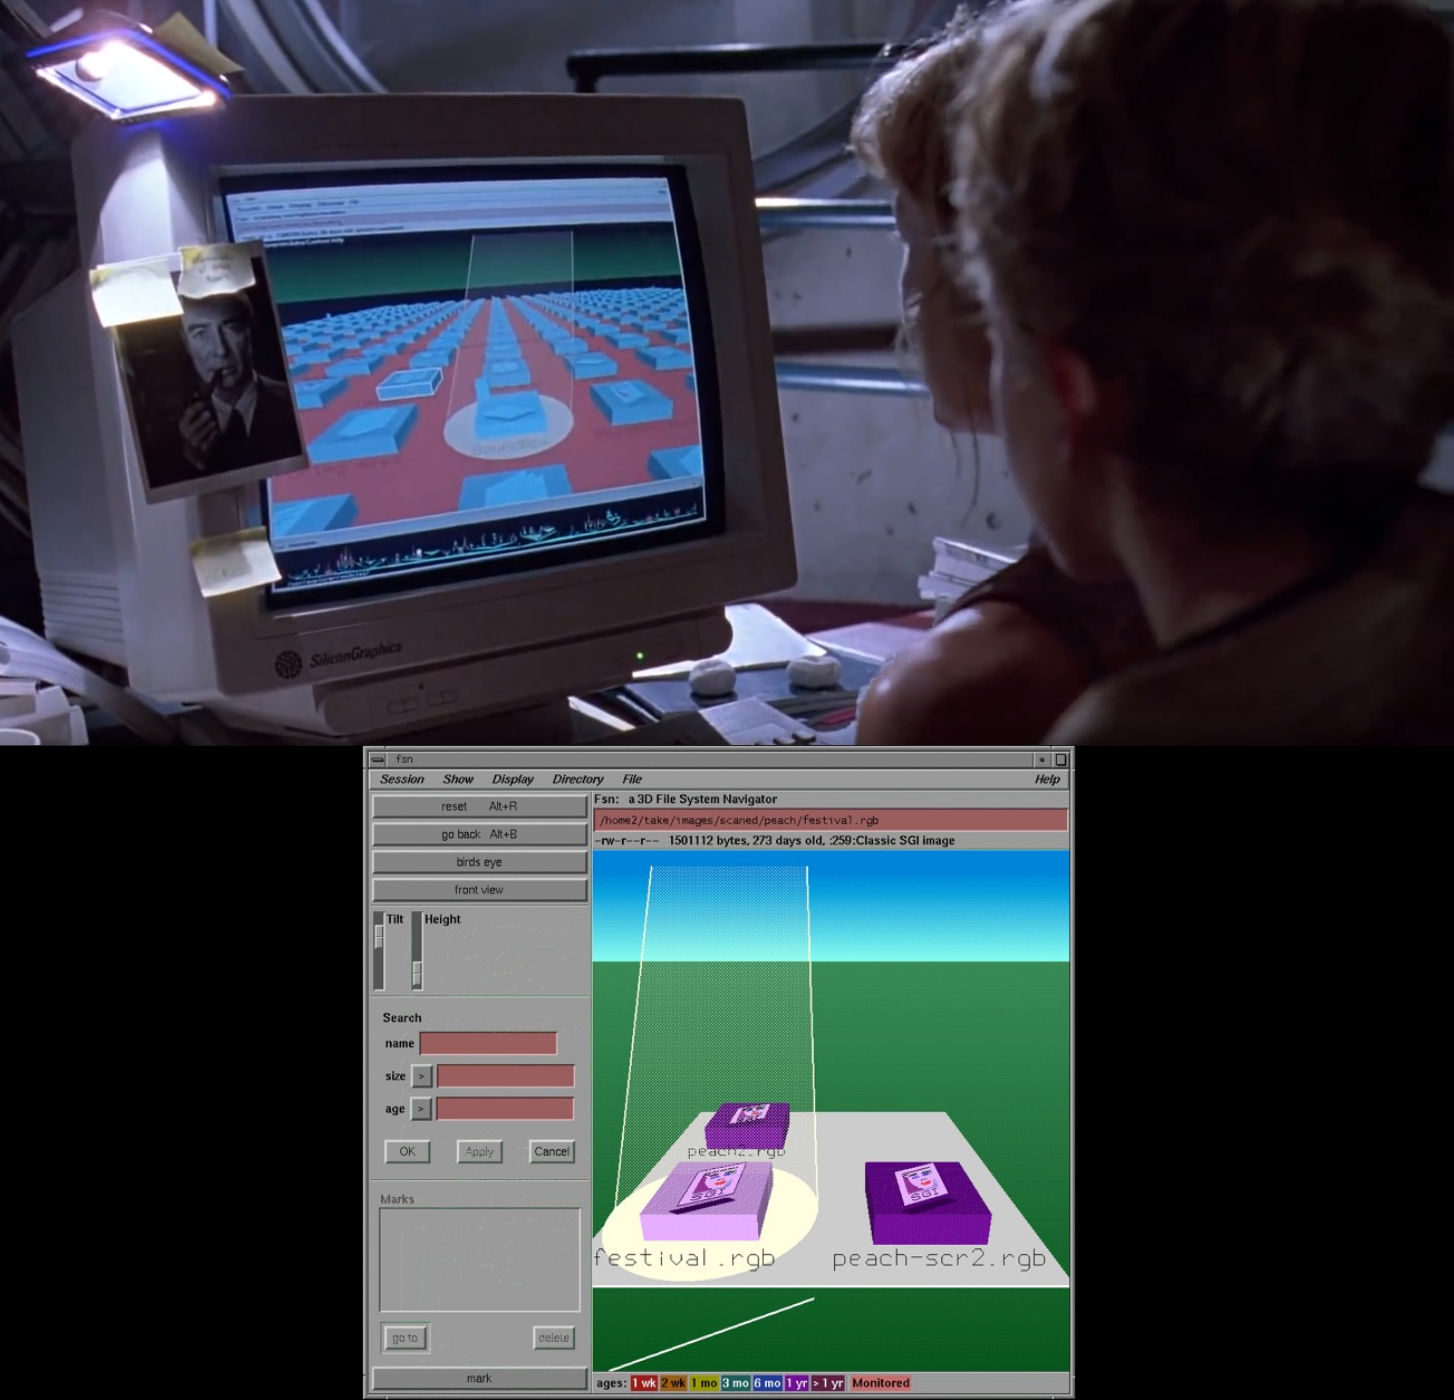 SiliconGraphics
fsn
Session Show Display Directory File Help
reset Alt+R
go back Alt+B
birds eye
front view
Tilt Height
Search
name
size >
age >
OK Apply Cancel
Marks
go to delete
mark
Fsn: a 3D File System Navigator
/home2/take/images/scaned/peach/festival.rgb
-rw-r--r-- 1501112 bytes, 273 days old, :259:Classic SGI image
peach2.rgb
SGI
SGI
festival.rgb
peach-scr2.rgb
ages: 1 wk 2 wk 1 mo 3 mo 6 mo 1 yr > 1 yr Monitored